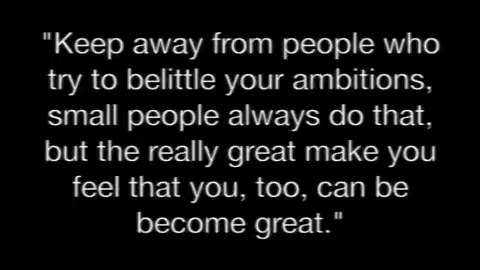 "Keep away from people who
try to belittle your ambitions,
small people always do that,
but the really great make you
feel that you, too, can be
become great."